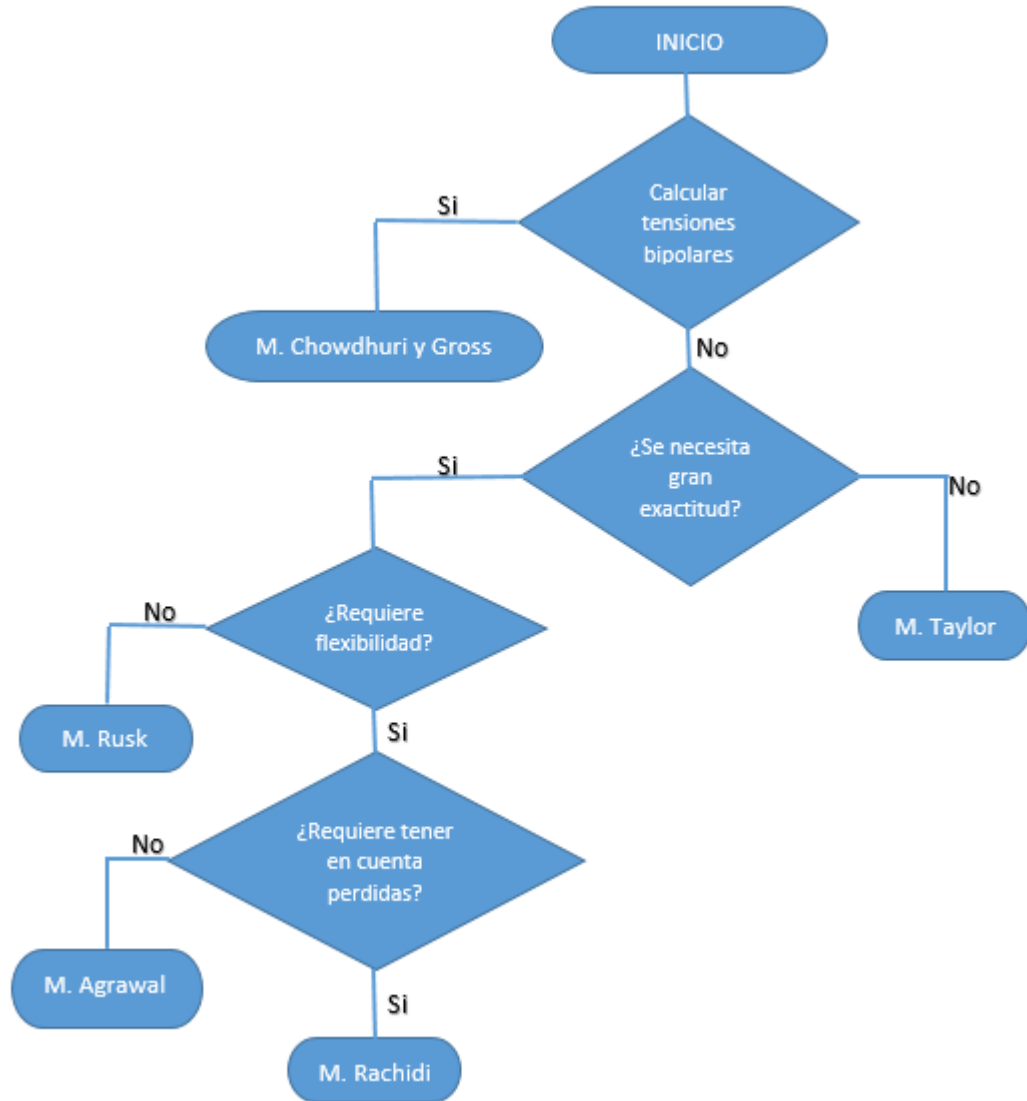 INICIO
Calcular
tensiones
bipolares
Si
M. Chowdhuri y Gross
No
¿Se necesita
gran
exactitud?
Si
No
M. Taylor
¿Requiere
flexibilidad?
No
M. Rusk
Si
¿Requiere tener
en cuenta
perdidas?
No
M. Agrawal
Si
M. Rachidi